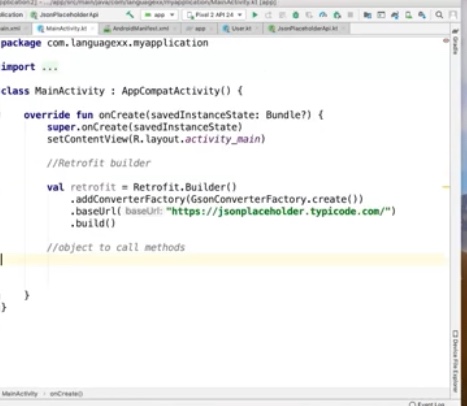 app/src/main/java/com/languagexx/myapplication/MainActivity.kt [app]
JsonPlaceholderApi
app
Pixel 2 API 24
MainActivity.kt
AndroidManifest.xml
app
User.kt
JsonPlaceholderApi.kt
package com.languagexx.myapplication
import ...
class MainActivity : AppCompatActivity() {
override fun onCreate(savedInstanceState: Bundle?) {
super.onCreate(savedInstanceState)
setContentView(R.layout.activity_main)
//Retrofit builder
val retrofit = Retrofit.Builder()
.addConverterFactory(GsonConverterFactory.create())
.baseUrl( baseUrl: "https://jsonplaceholder.typicode.com/")
.build()
//object to call methods
}
}
MainActivity › onCreate()
Gradle
Device File Explorer
Event Log